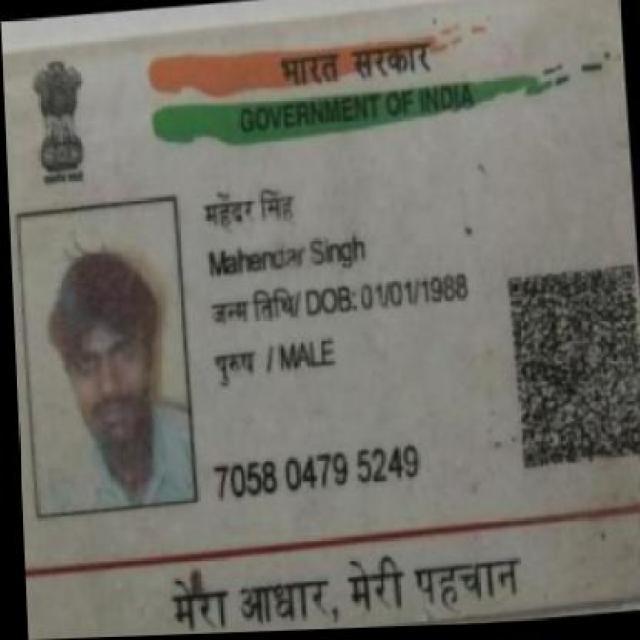 भारत सरकार
GOVERNMENT OF INDIA
महेंदर सिंह
Mahendar Singh
जन्म तिथि/ DOB: 01/01/1988
पुरुष / MALE
7058 0479 5249
मेरा आधार, मेरी पहचान